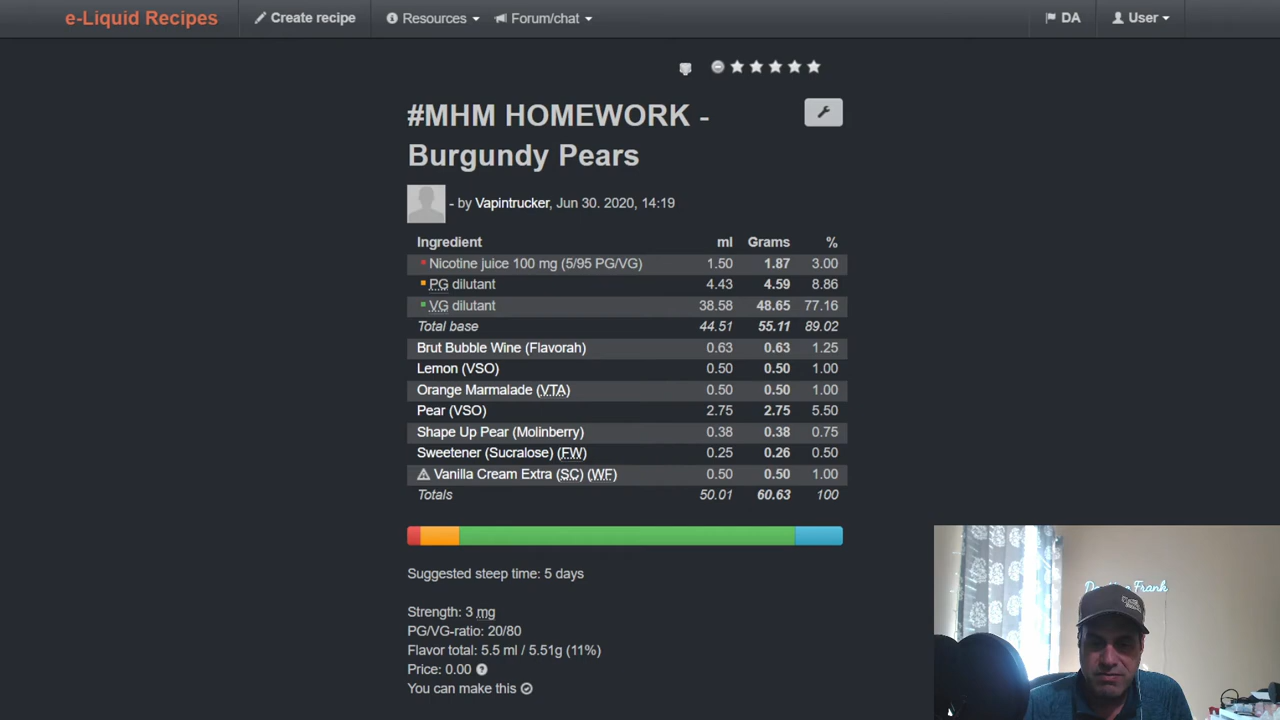 e-Liquid Recipes Create recipe Resources Forum/chat DA User
#MHM HOMEWORK -
Burgundy Pears
- by Vapintrucker, Jun 30. 2020, 14:19
Ingredient ml Grams %
Nicotine juice 100 mg (5/95 PG/VG) 1.50 1.87 3.00
PG dilutant 4.43 4.59 8.86
VG dilutant 38.58 48.65 77.16
Total base 44.51 55.11 89.02
Brut Bubble Wine (Flavorah) 0.63 0.63 1.25
Lemon (VSO) 0.50 0.50 1.00
Orange Marmalade (VTA) 0.50 0.50 1.00
Pear (VSO) 2.75 2.75 5.50
Shape Up Pear (Molinberry) 0.38 0.38 0.75
Sweetener (Sucralose) (FW) 0.25 0.26 0.50
Vanilla Cream Extra (SC) (WF) 0.50 0.50 1.00
Totals 50.01 60.63 100
Suggested steep time: 5 days
Strength: 3 mg
PG/VG-ratio: 20/80
Flavor total: 5.5 ml / 5.51g (11%)
Price: 0.00
You can make this
Frank